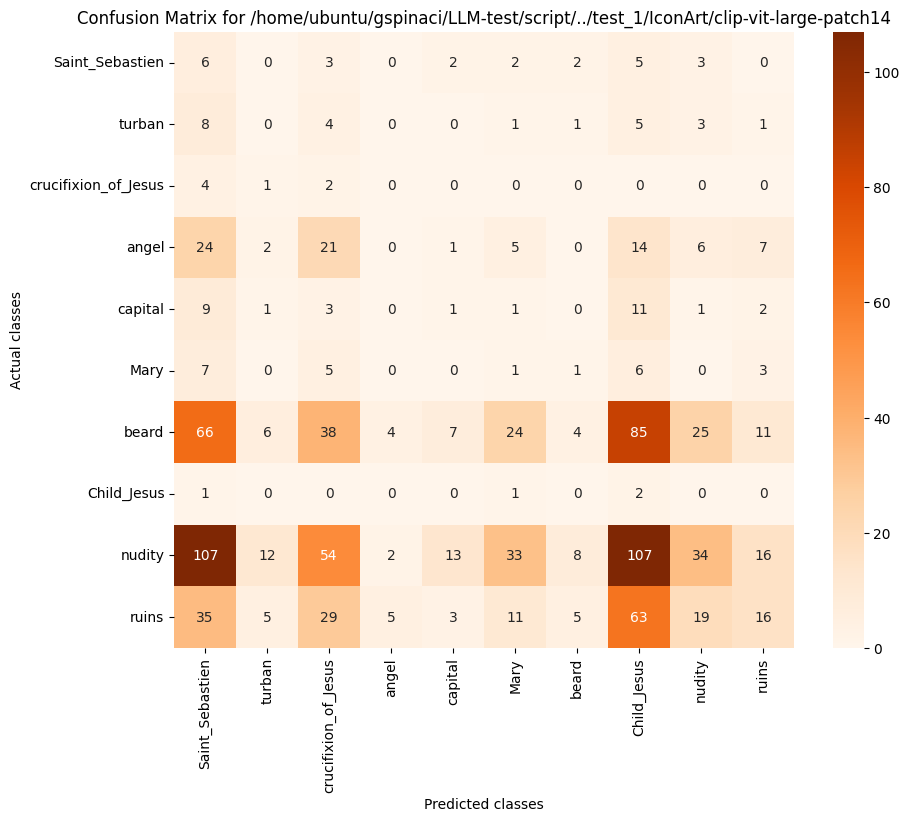 Confusion Matrix for /home/ubuntu/gspinaci/LLM-test/script/../test_1/IconArt/clip-vit-large-patch14
Saint_Sebastien 6 0 3 0 2 2 2 5 3 0
turban 8 0 4 0 0 1 1 5 3 1
crucifixion_of_Jesus 4 1 2 0 0 0 0 0 0 0
angel 24 2 21 0 1 5 0 14 6 7
capital 9 1 3 0 1 1 0 11 1 2
Mary 7 0 5 0 0 1 1 6 0 3
beard 66 6 38 4 7 24 4 85 25 11
Child_Jesus 1 0 0 0 0 1 0 2 0 0
nudity 107 12 54 2 13 33 8 107 34 16
ruins 35 5 29 5 3 11 5 63 19 16
Actual classes
Saint_Sebastien
turban
crucifixion_of_Jesus
angel
capital
Mary
beard
Child_Jesus
nudity
ruins
Predicted classes
100
80
60
40
20
0